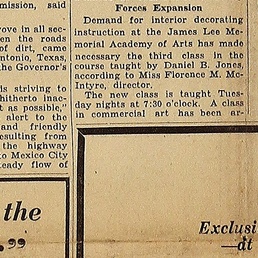 mission, said
rove in all sec-
en the roads
of dirt, came
ntonio, Texas,
the Governor's
is striving to
hitherto inac-
t as possible,"
alert to the
and friendly
resulting from
the highway
to Mexico City
teady flow of
the
."
Forces Expansion
Demand for interior decorating
instruction at the James Lee Me-
morial Academy of Arts has made
necessary the third class in the
course taught by Daniel B. Jones,
according to Miss Florence M. Mc-
Intyre, director.
The new class is taught Tues-
day nights at 7:30 o'clock. A class
in commercial art has been ar-
Exclusi
—dt